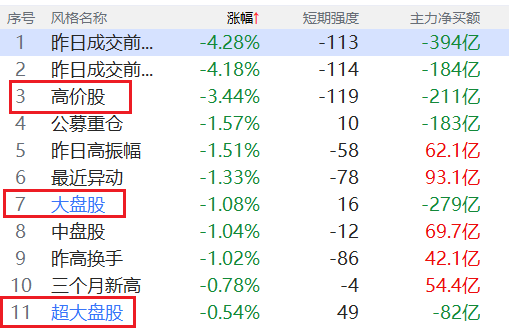 序号 风格名称 涨幅↑ 短期强度 主力净买额
1 昨日成交前... -4.28% -113 -394亿
2 昨日成交前... -4.18% -114 -184亿
3 高价股 -3.44% -119 -211亿
4 公募重仓 -1.57% 10 -183亿
5 昨日高振幅 -1.51% -58 62.1亿
6 最近异动 -1.33% -78 93.1亿
7 大盘股 -1.08% 16 -279亿
8 中盘股 -1.04% -12 69.7亿
9 昨高换手 -1.02% -86 42.1亿
10 三个月新高 -0.78% -4 54.4亿
11 超大盘股 -0.54% 49 -82亿